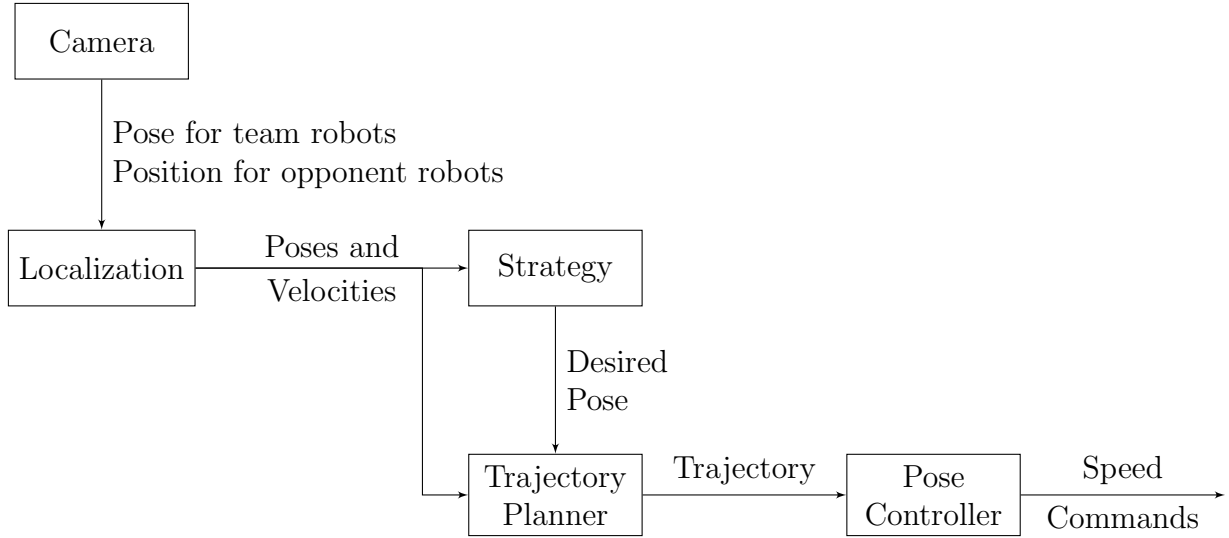 Camera
Pose for team robots
Position for opponent robots
Localization
Poses and
Velocities
Strategy
Desired
Pose
Trajectory
Planner
Trajectory
Pose
Controller
Speed
Commands